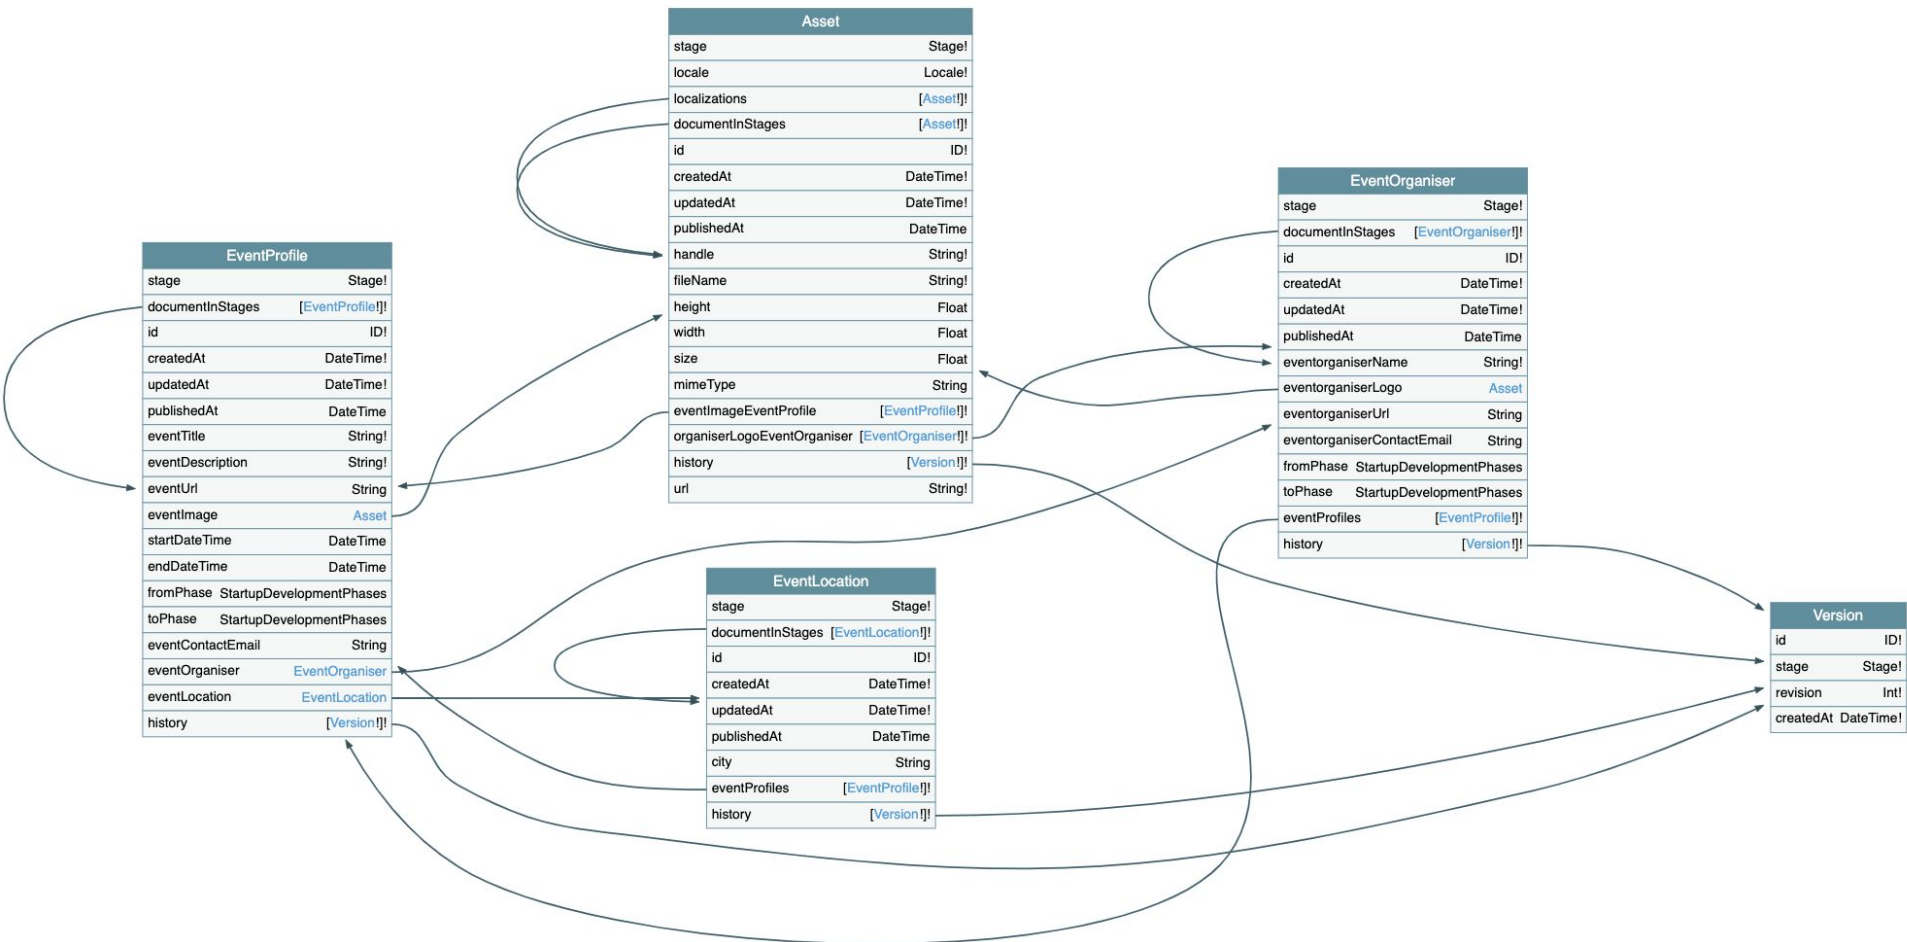 Asset
stage Stage!
locale Locale!
localizations [Asset!]!
documentInStages [Asset!]!
id ID!
createdAt DateTime!
updatedAt DateTime!
publishedAt DateTime
handle String!
fileName String!
height Float
width Float
size Float
mimeType String
eventImageEventProfile [EventProfile!]!
organiserLogoEventOrganiser [EventOrganiser!]!
history [Version!]!
url String!
EventProfile
stage Stage!
documentInStages [EventProfile!]!
id ID!
createdAt DateTime!
updatedAt DateTime!
publishedAt DateTime
eventTitle String!
eventDescription String!
eventUrl String
eventImage Asset
startDateTime DateTime
endDateTime DateTime
fromPhase StartupDevelopmentPhases
toPhase StartupDevelopmentPhases
eventContactEmail String
eventOrganiser EventOrganiser
eventLocation EventLocation
history [Version!]!
EventLocation
stage Stage!
documentInStages [EventLocation!]!
id ID!
createdAt DateTime!
updatedAt DateTime!
publishedAt DateTime
city String
eventProfiles [EventProfile!]!
history [Version!]!
EventOrganiser
stage Stage!
documentInStages [EventOrganiser!]!
id ID!
createdAt DateTime!
updatedAt DateTime!
publishedAt DateTime
eventorganiserName String!
eventorganiserLogo Asset
eventorganiserUrl String
eventorganiserContactEmail String
fromPhase StartupDevelopmentPhases
toPhase StartupDevelopmentPhases
eventProfiles [EventProfile!]!
history [Version!]!
Version
id ID!
stage Stage!
revision Int!
createdAt DateTime!